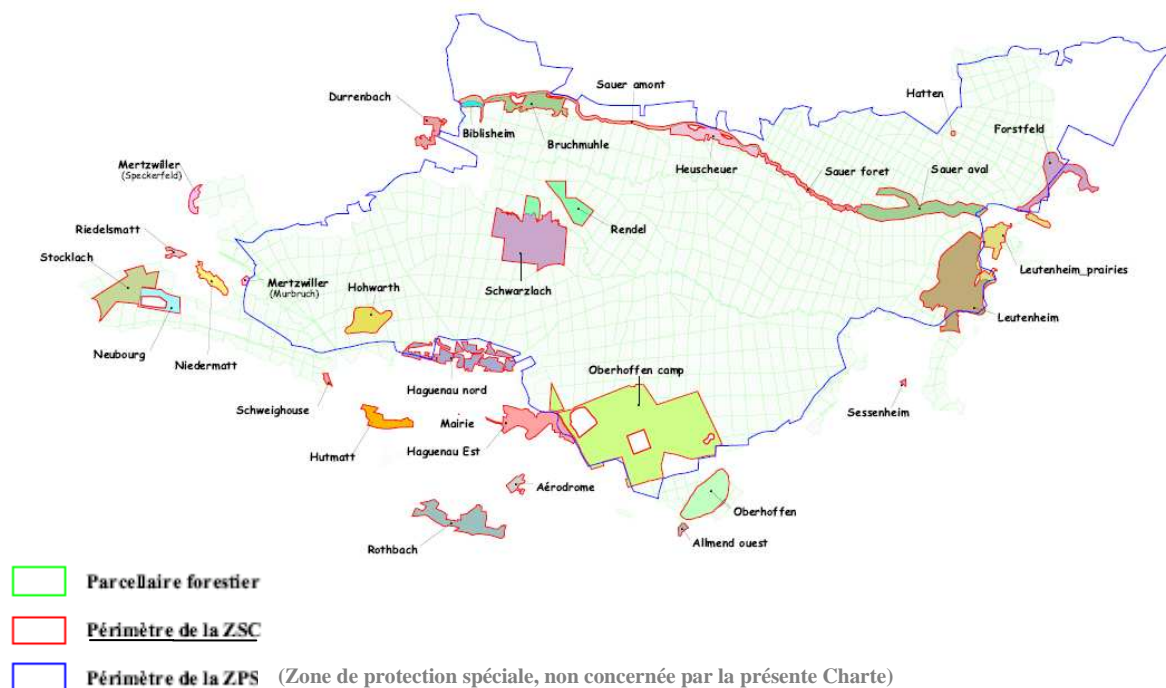 Sauer amont
Durrenbach
Hatten
Biblisheim
Forstfeld
Bruchmuhle
Mertzwiller
(Speckerfeld)
Heuscheuer
Sauer foret
Sauer aval
Riedelsmatt
Rendel
Stocklach
Leutenheim_prairies
Mertzwiller
(Murbruch)
Hohwarth
Schwarzlach
Leutenheim
Neubourg
Niedermatt
Oberhoffen camp
Haguenau nord
Schweighouse
Sessenheim
Mairie
Haguenau Est
Hutmatt
Aérodrome
Oberhoffen
Rothbach
Allmend ouest
Parcellaire forestier
Périmètre de la ZSC
Périmètre de la ZPS (Zone de protection spéciale, non concernée par la présente Charte)